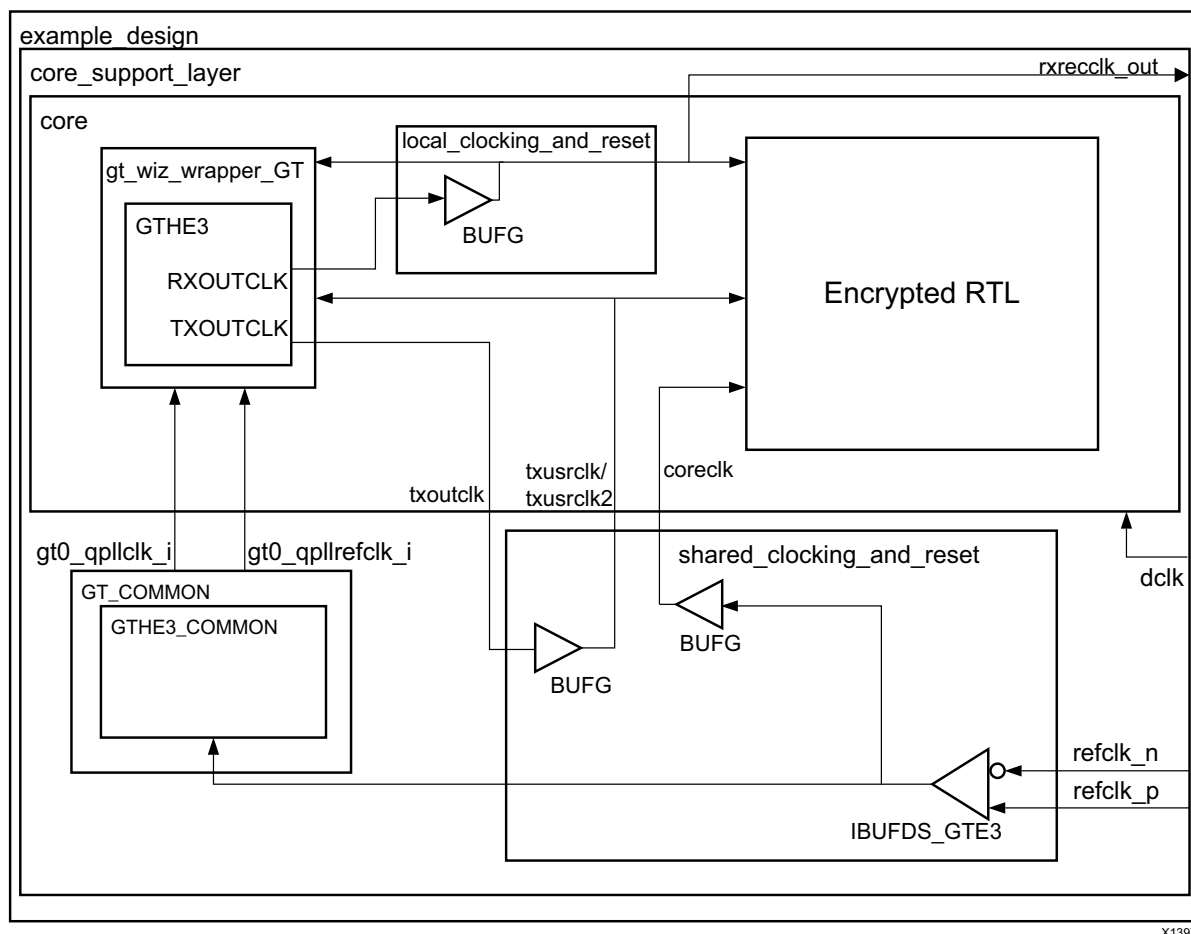 example_design
core_support_layer
rxrecclk_out
core
local_clocking_and_reset
gt_wiz_wrapper_GT
GTHE3
BUFG
RXOUTCLK
TXOUTCLK
Encrypted RTL
txoutclk
txusrclk/
txusrclk2
coreclk
gt0_qpllclk_i
gt0_qpllrefclk_i
shared_clocking_and_reset
dclk
GT_COMMON
GTHE3_COMMON
BUFG
BUFG
refclk_n
refclk_p
IBUFDS_GTE3